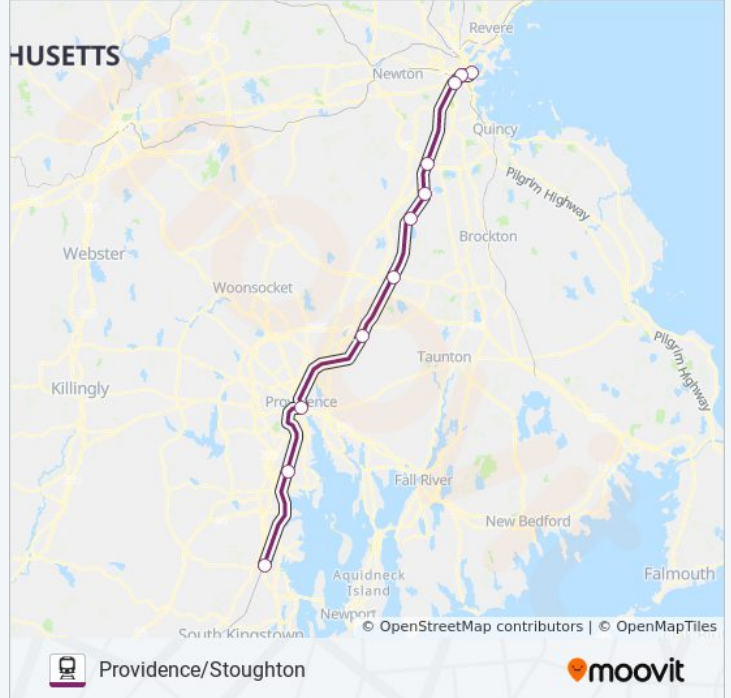 Revere
HUSETTS
Newton
Quincy
Pilgrim Highway
Brockton
Webster
Woonsocket
Pilgrim Highway
Taunton
Killingly
Providence
Fall River
New Bedford
Aquidneck
Island
Falmouth
Newport
© OpenStreetMap contributors | © OpenMapTiles
South Kingstown
Providence/Stoughton
moovit